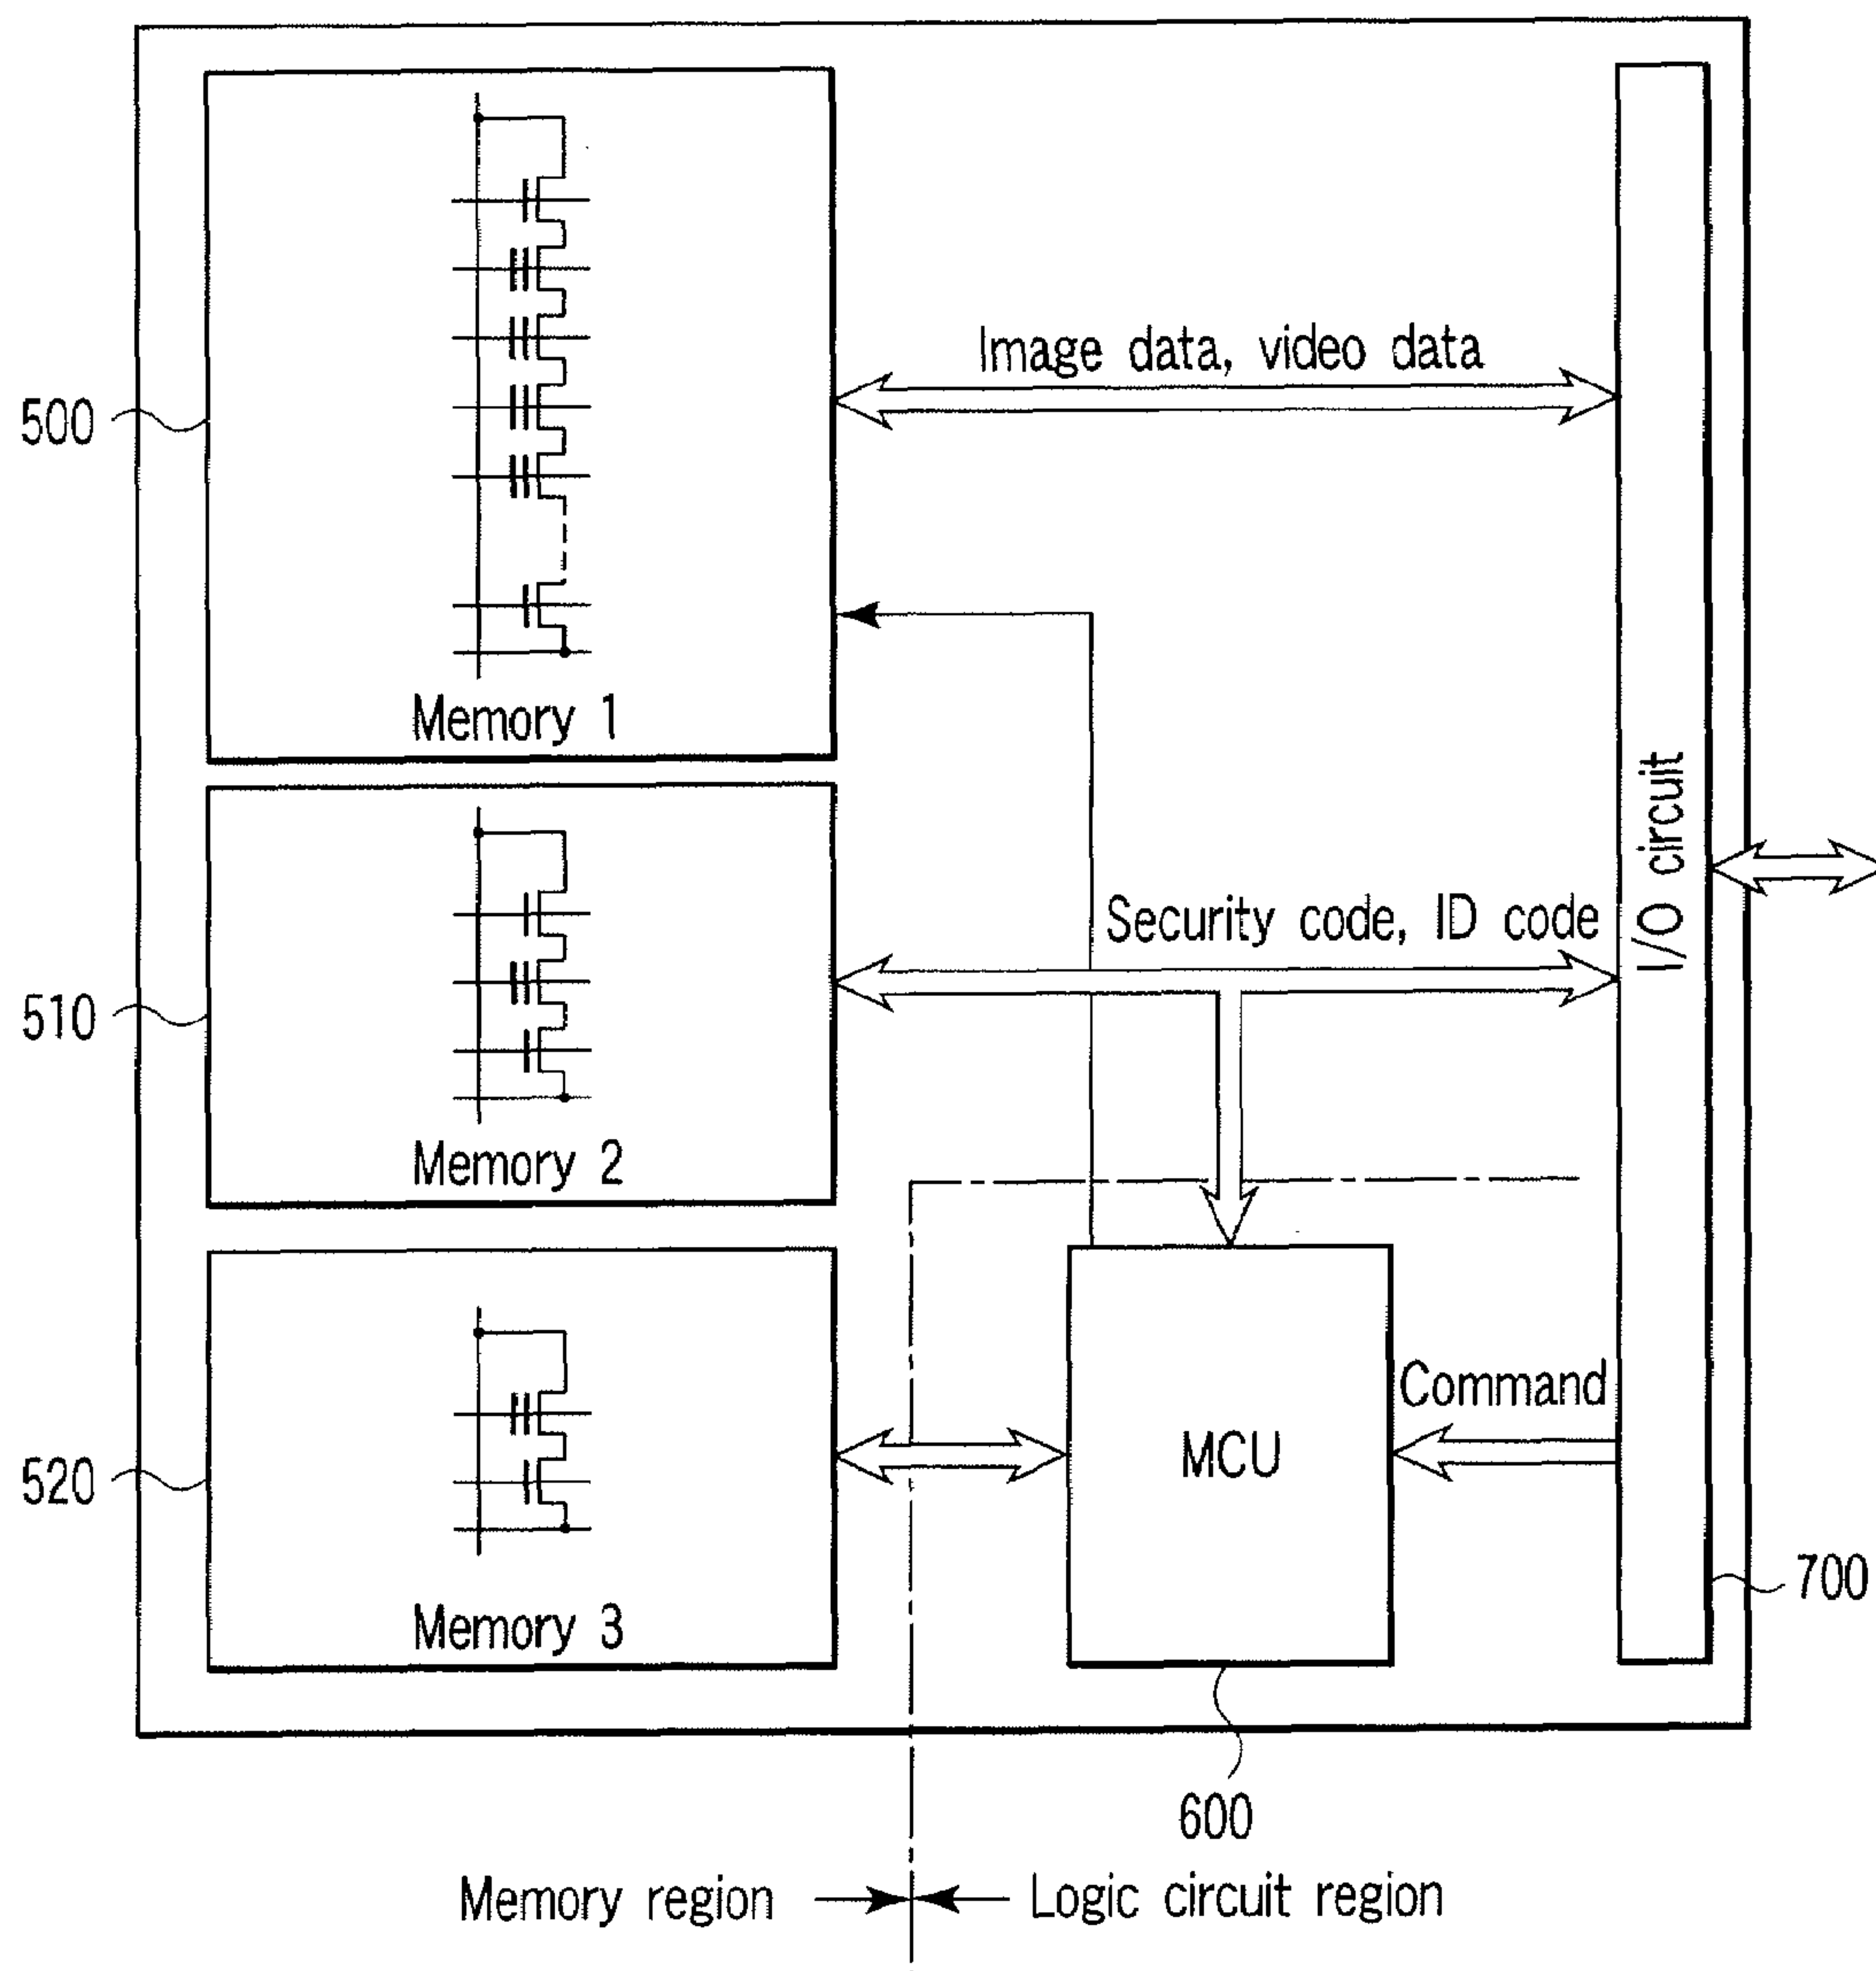 500
Memory 1
Image data, video data
510
Memory 2
Security code, ID code
I/O circuit
520
Memory 3
MCU
Command
700
600
Memory region
Logic circuit region